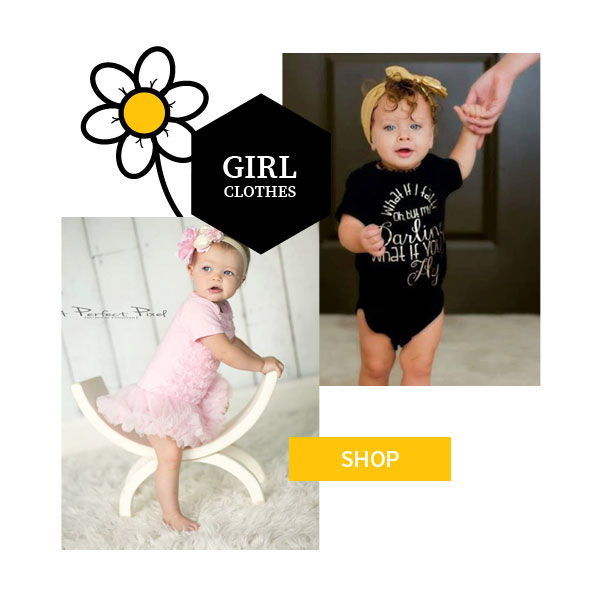 GIRL
CLOTHES
What if I fall
Oh but my
Darling
What if you
Fly
A Perfect Pixel
SHOP